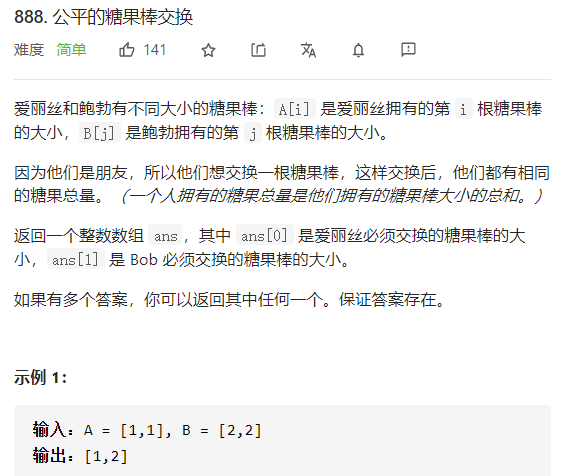 888. 公平的糖果棒交换
难度 简单 141
爱丽丝和鲍勃有不同大小的糖果棒：A[i] 是爱丽丝拥有的第 i 根糖果棒
的大小，B[j] 是鲍勃拥有的第 j 根糖果棒的大小。
因为他们是朋友，所以他们想交换一根糖果棒，这样交换后，他们都有相同
的糖果总量。（一个人拥有的糖果总量是他们拥有的糖果棒大小的总和。）
返回一个整数数组 ans，其中 ans[0] 是爱丽丝必须交换的糖果棒的大
小，ans[1] 是 Bob 必须交换的糖果棒的大小。
如果有多个答案，你可以返回其中任何一个。保证答案存在。
示例 1：
输入：A = [1,1], B = [2,2]
输出：[1,2]